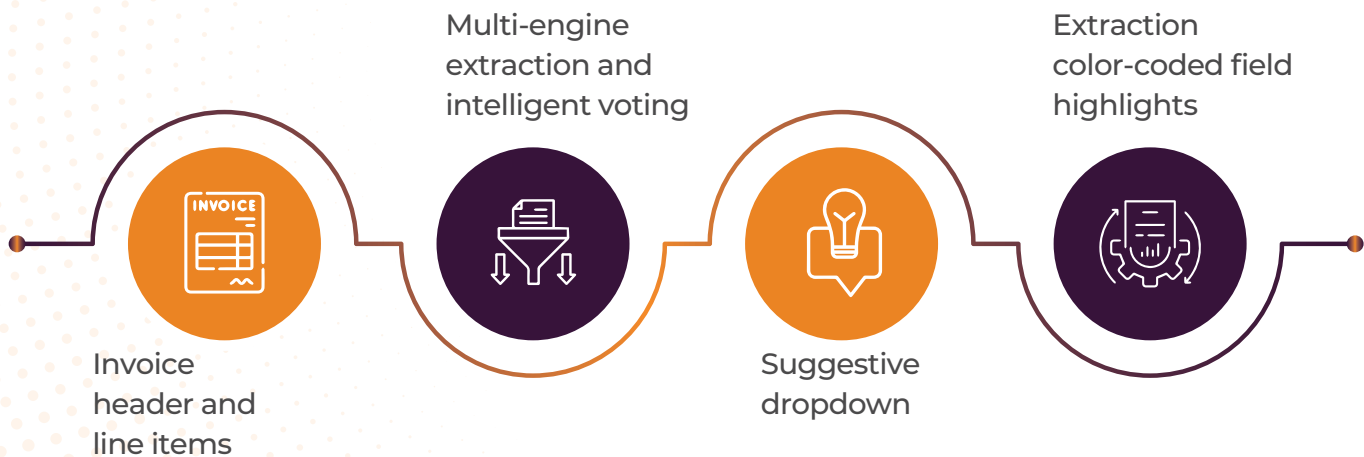 Multi-engine
extraction and
intelligent voting
Extraction
color-coded field
highlights
INVOICE
Invoice
header and
line items
Suggestive
dropdown